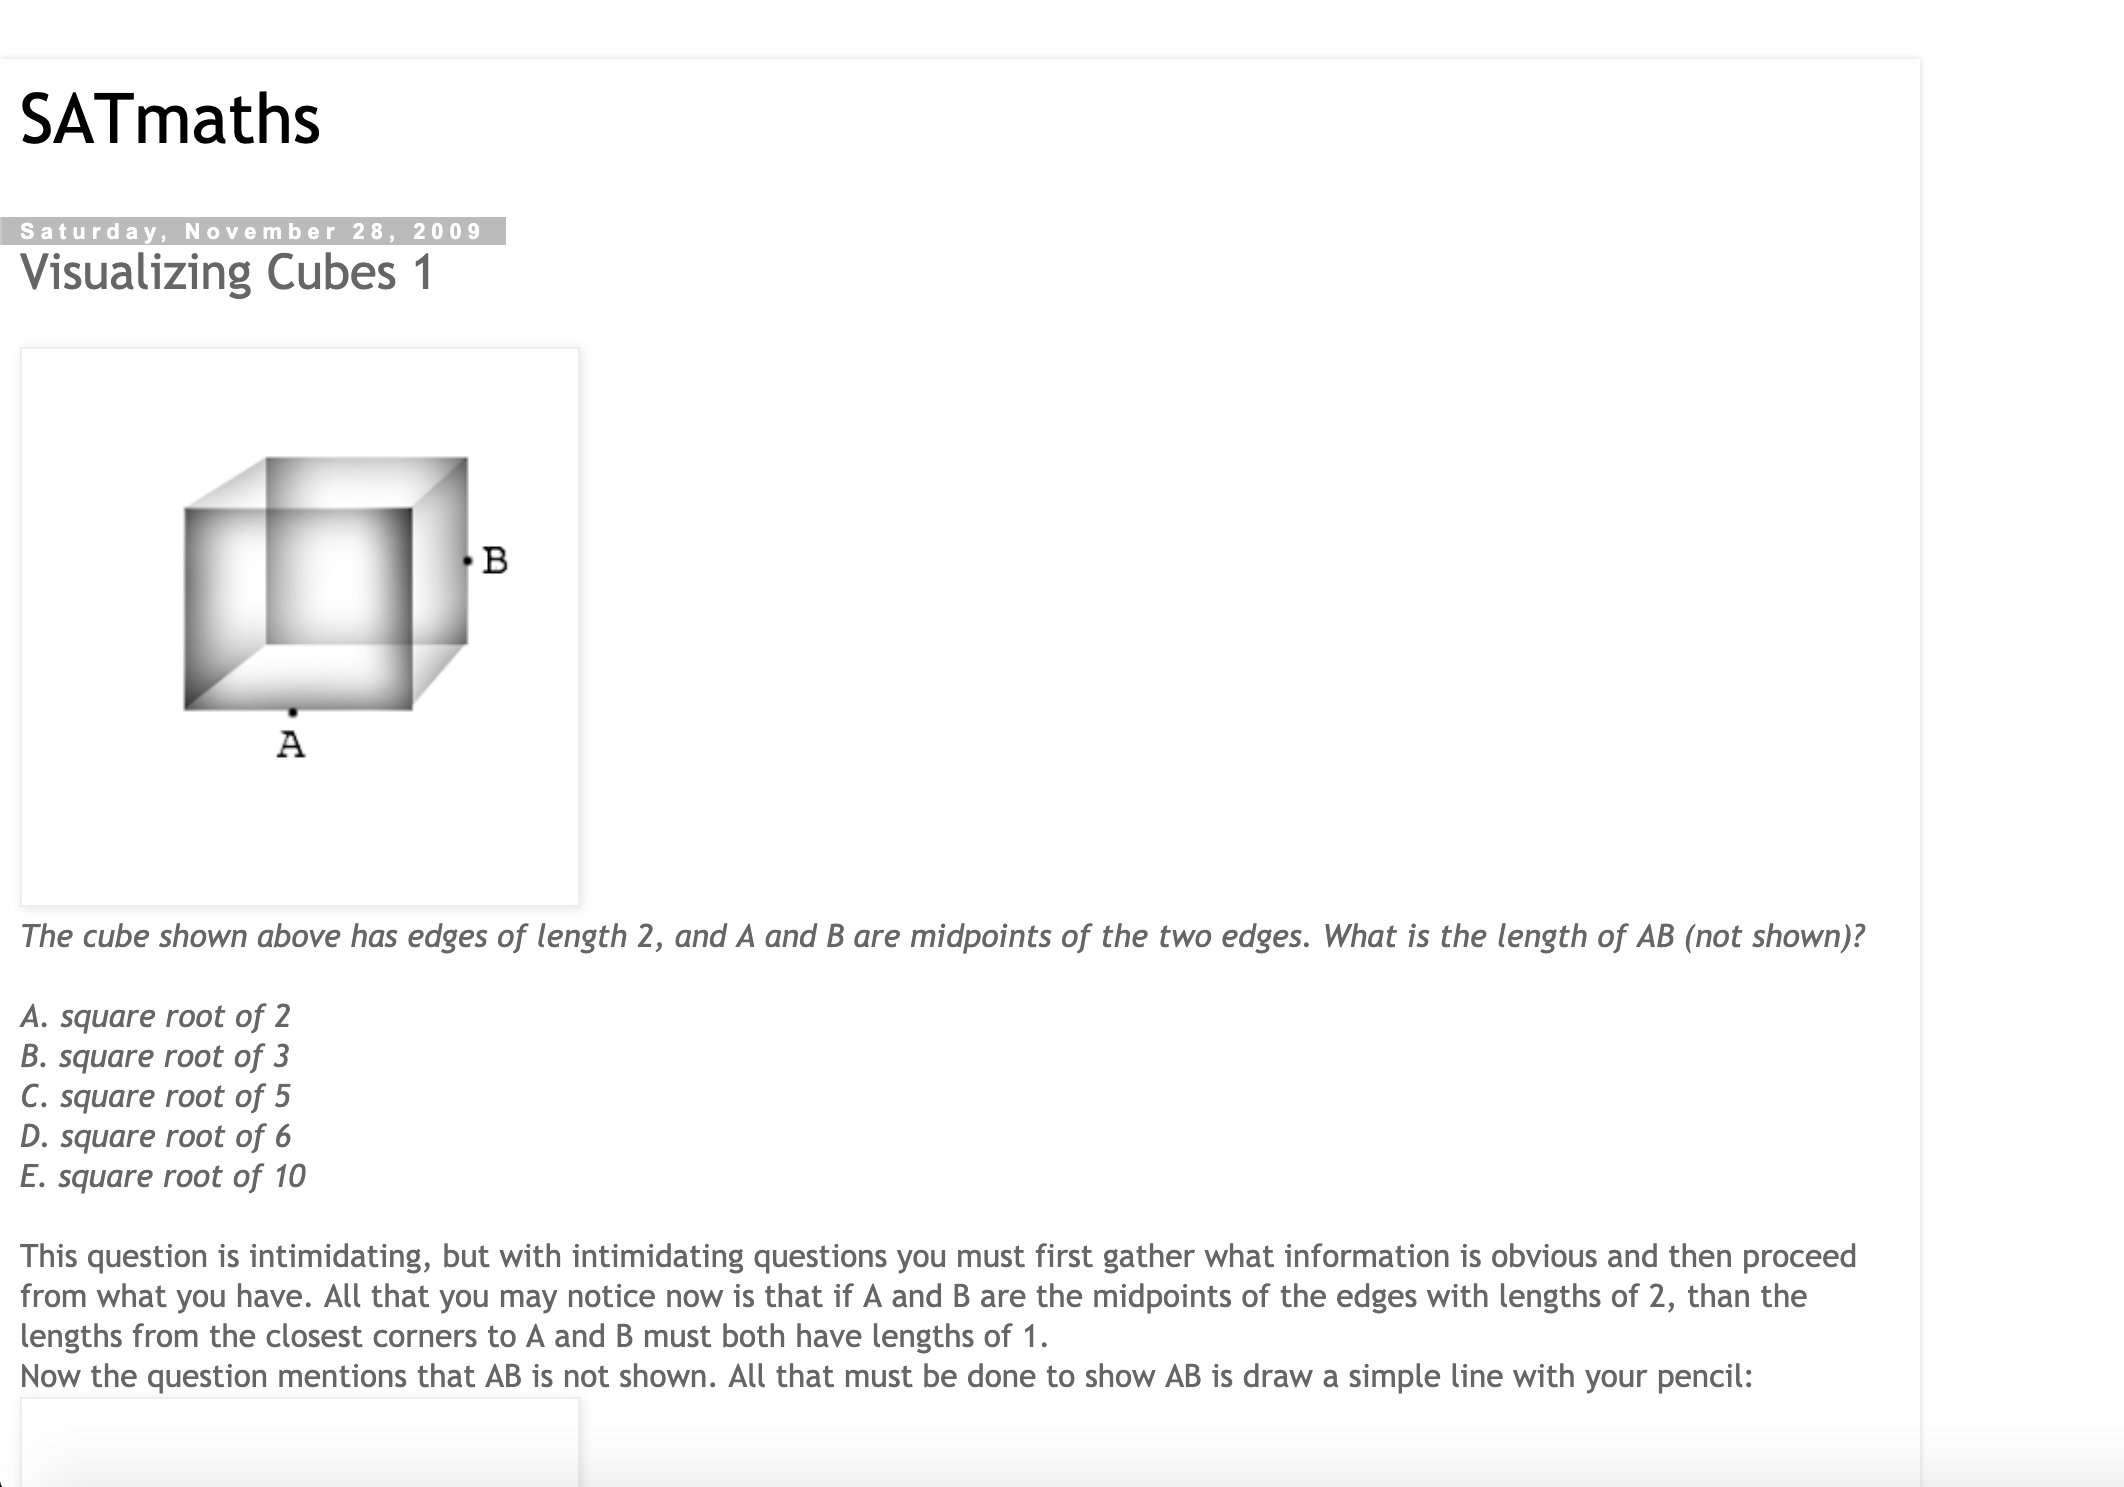 SATmaths
Saturday, November 28, 2009
Visualizing Cubes 1
B
A
The cube shown above has edges of length 2, and A and B are midpoints of the two edges. What is the length of AB (not shown)?
A. square root of 2
B. square root of 3
C. square root of 5
D. square root of 6
E. square root of 10
This question is intimidating, but with intimidating questions you must first gather what information is obvious and then proceed
from what you have. All that you may notice now is that if A and B are the midpoints of the edges with lengths of 2, than the
lengths from the closest corners to A and B must both have lengths of 1.
Now the question mentions that AB is not shown. All that must be done to show AB is draw a simple line with your pencil: